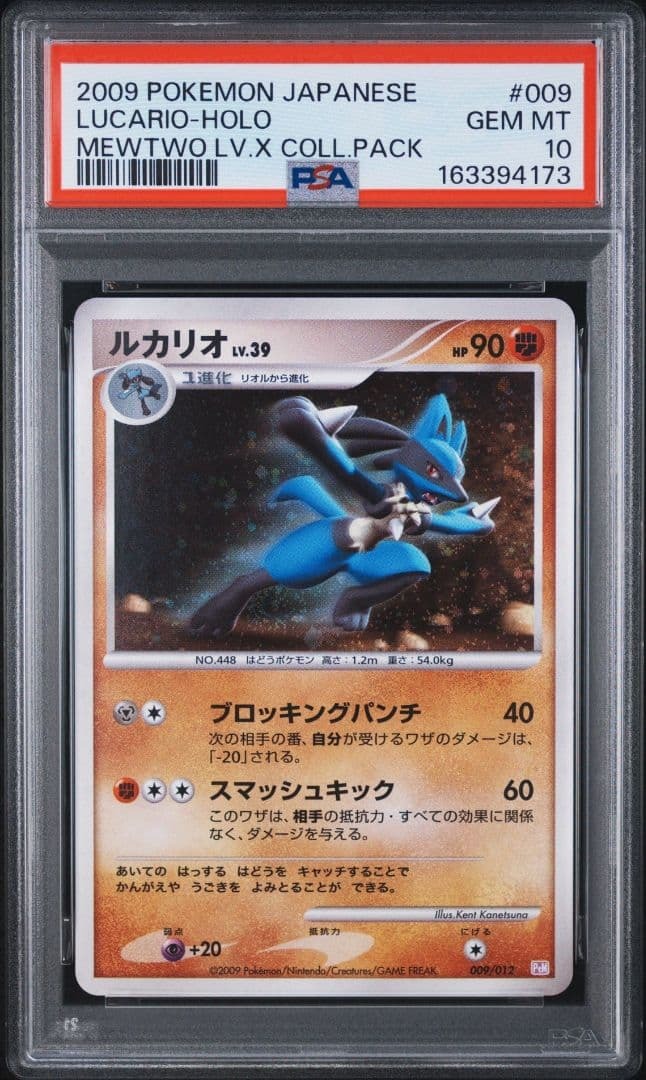 2009 POKEMON JAPANESE #009
LUCARIO-HOLO GEM MT
MEWTWO LV.X COLL.PACK 10
PSA 163394173
ルカリオ LV.39 HP 90
1進化 リオルから進化
NO.448 はどうポケモン 高さ:1.2m 重さ:54.0kg
ブロッキングパンチ 40
次の相手の番、自分が受けるワザのダメージは、
「-20」される。
スマッシュキック 60
このワザは、相手の抵抗力・すべての効果に関係
なく、ダメージを与える。
あいての はっする はどうを キャッチすることで
かんがえや うごきを よみとることが できる。
Illus.Kent Kanetsuna
弱点 抵抗力 にげる
+20
©2009 Pokémon/Nintendo/Creatures/GAME FREAK 009/012
PSA